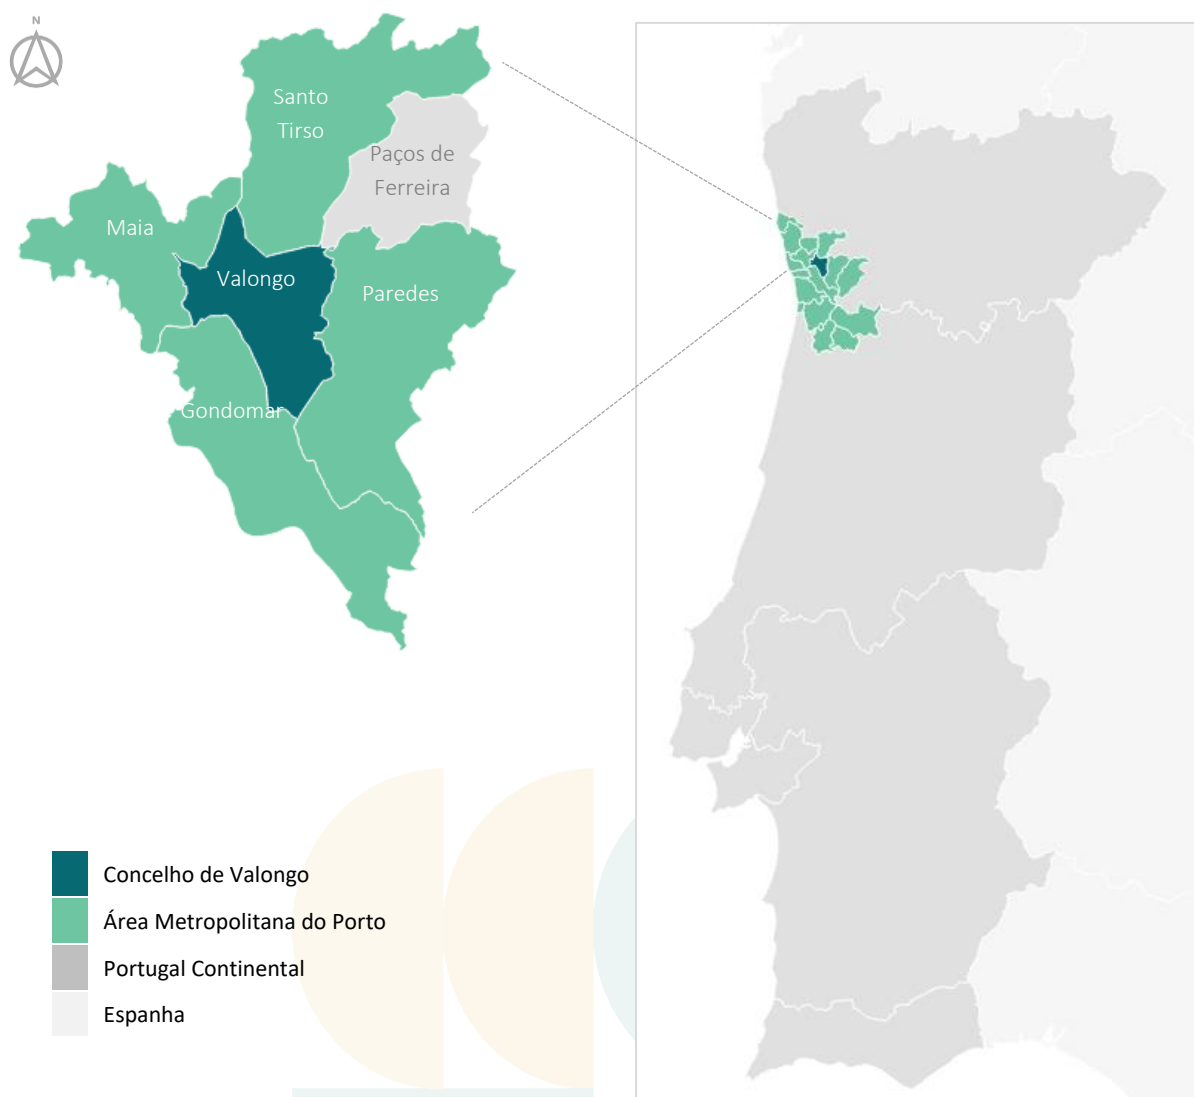 N
Santo
Tirso
Paços de
Ferreira
Maia
Valongo
Paredes
Gondomar
Concelho de Valongo
Área Metropolitana do Porto
Portugal Continental
Espanha